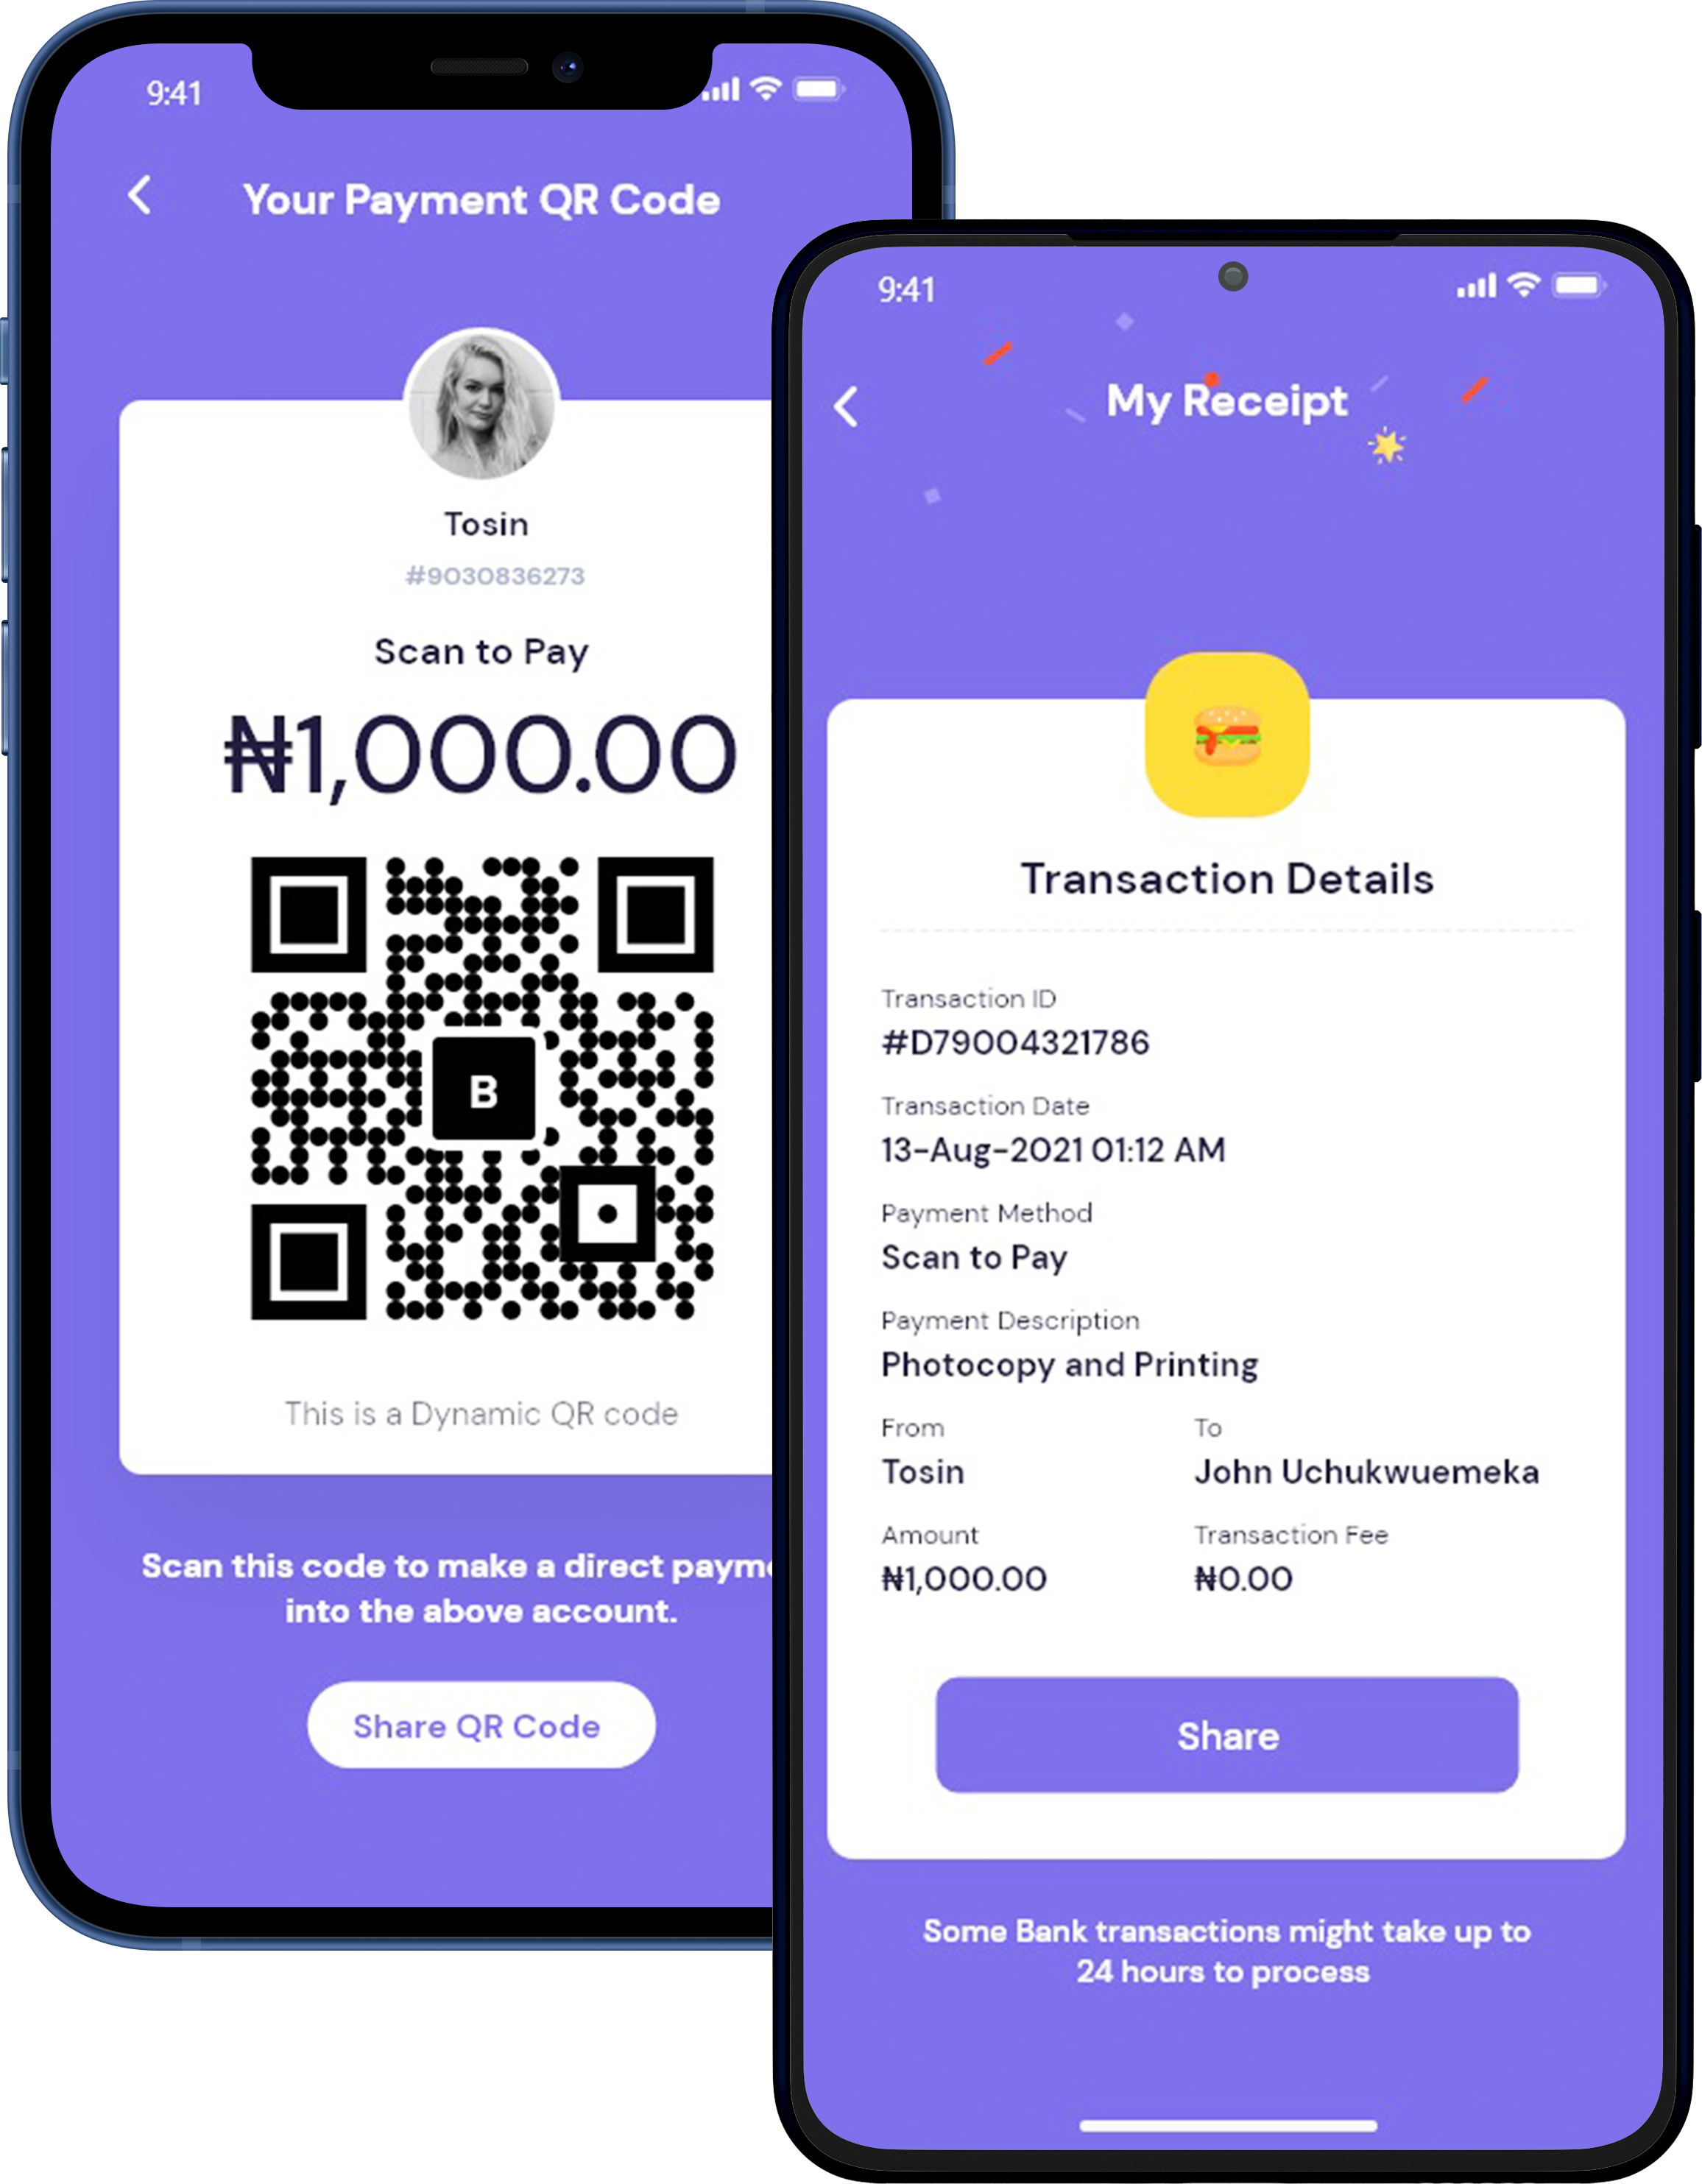 9:41
Your Payment QR Code
Tosin
#9030836273
Scan to Pay
₦1,000.00
B
This is a Dynamic QR code
Scan this code to make a direct
into the above account.
Share QR Code
9:41
My Receipt
Transaction Details
Transaction ID
#D79004321786
Transaction Date
13-Aug-2021 01:12 AM
Payment Method
Scan to Pay
Payment Description
Photocopy and Printing
From To
Tosin John Uchukwuemeka
Amount Transaction Fee
₦1,000.00 ₦0.00
Share
Some Bank transactions might take up to
24 hours to process